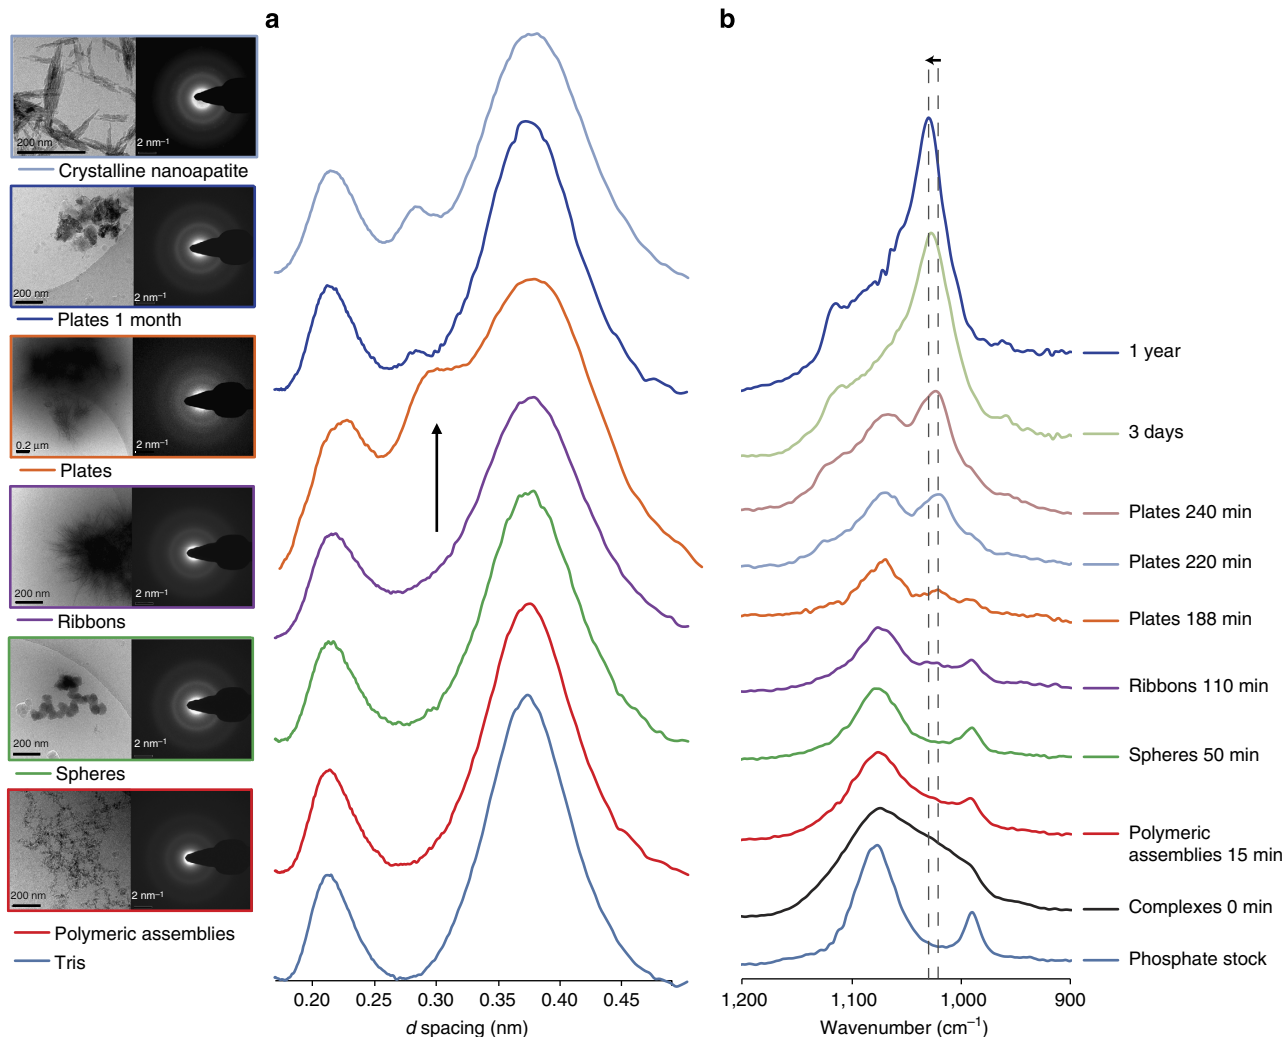 a
b
200 nm
2 nm⁻¹
Crystalline nanoapatite
200 nm
2 nm⁻¹
Plates 1 month
0.2 μm
2 nm⁻¹
Plates
200 nm
2 nm⁻¹
Ribbons
200 nm
2 nm⁻¹
Spheres
200 nm
2 nm⁻¹
Polymeric assemblies
Tris
0.20 0.25 0.30 0.35 0.40 0.45
d spacing (nm)
1 year
3 days
Plates 240 min
Plates 220 min
Plates 188 min
Ribbons 110 min
Spheres 50 min
Polymeric
assemblies 15 min
Complexes 0 min
Phosphate stock
1,200 1,100 1,000 900
Wavenumber (cm⁻¹)